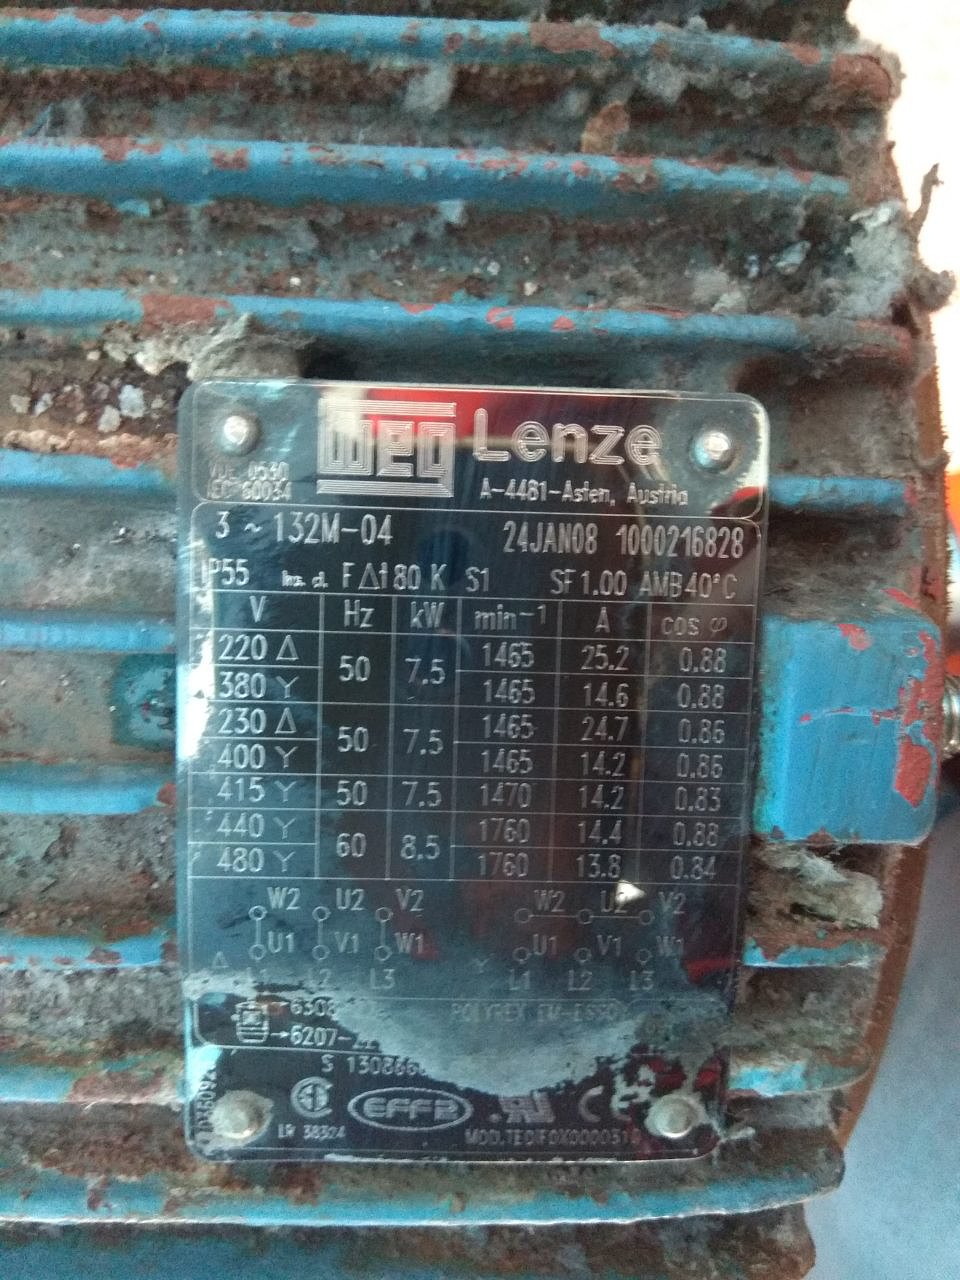 WEG Lenze
VDE 0530
IEC 60034
A-4481-Asten, Austria
3 ~ 132M-04 24JAN08 1000216828
P55 Ins. cl. F Δt 80 K S1 SF 1.00 AMB 40°C
V Hz kW min-1 A cos φ
220 Δ 50 7.5 1465 25.2 0.88
380 Y 1465 14.6 0.88
230 Δ 50 7.5 1465 24.7 0.86
400 Y 1465 14.2 0.86
415 Y 50 7.5 1470 14.2 0.83
440 Y 60 8.5 1760 14.4 0.88
480 Y 1760 13.8 0.84
W2 U2 V2 W2 U2 V2
U1 V1 W1 U1 V1 W1
Δ L1 L2 L3 Y L1 L2 L3
POLYREX
S
EFF2 CE
LR 38324